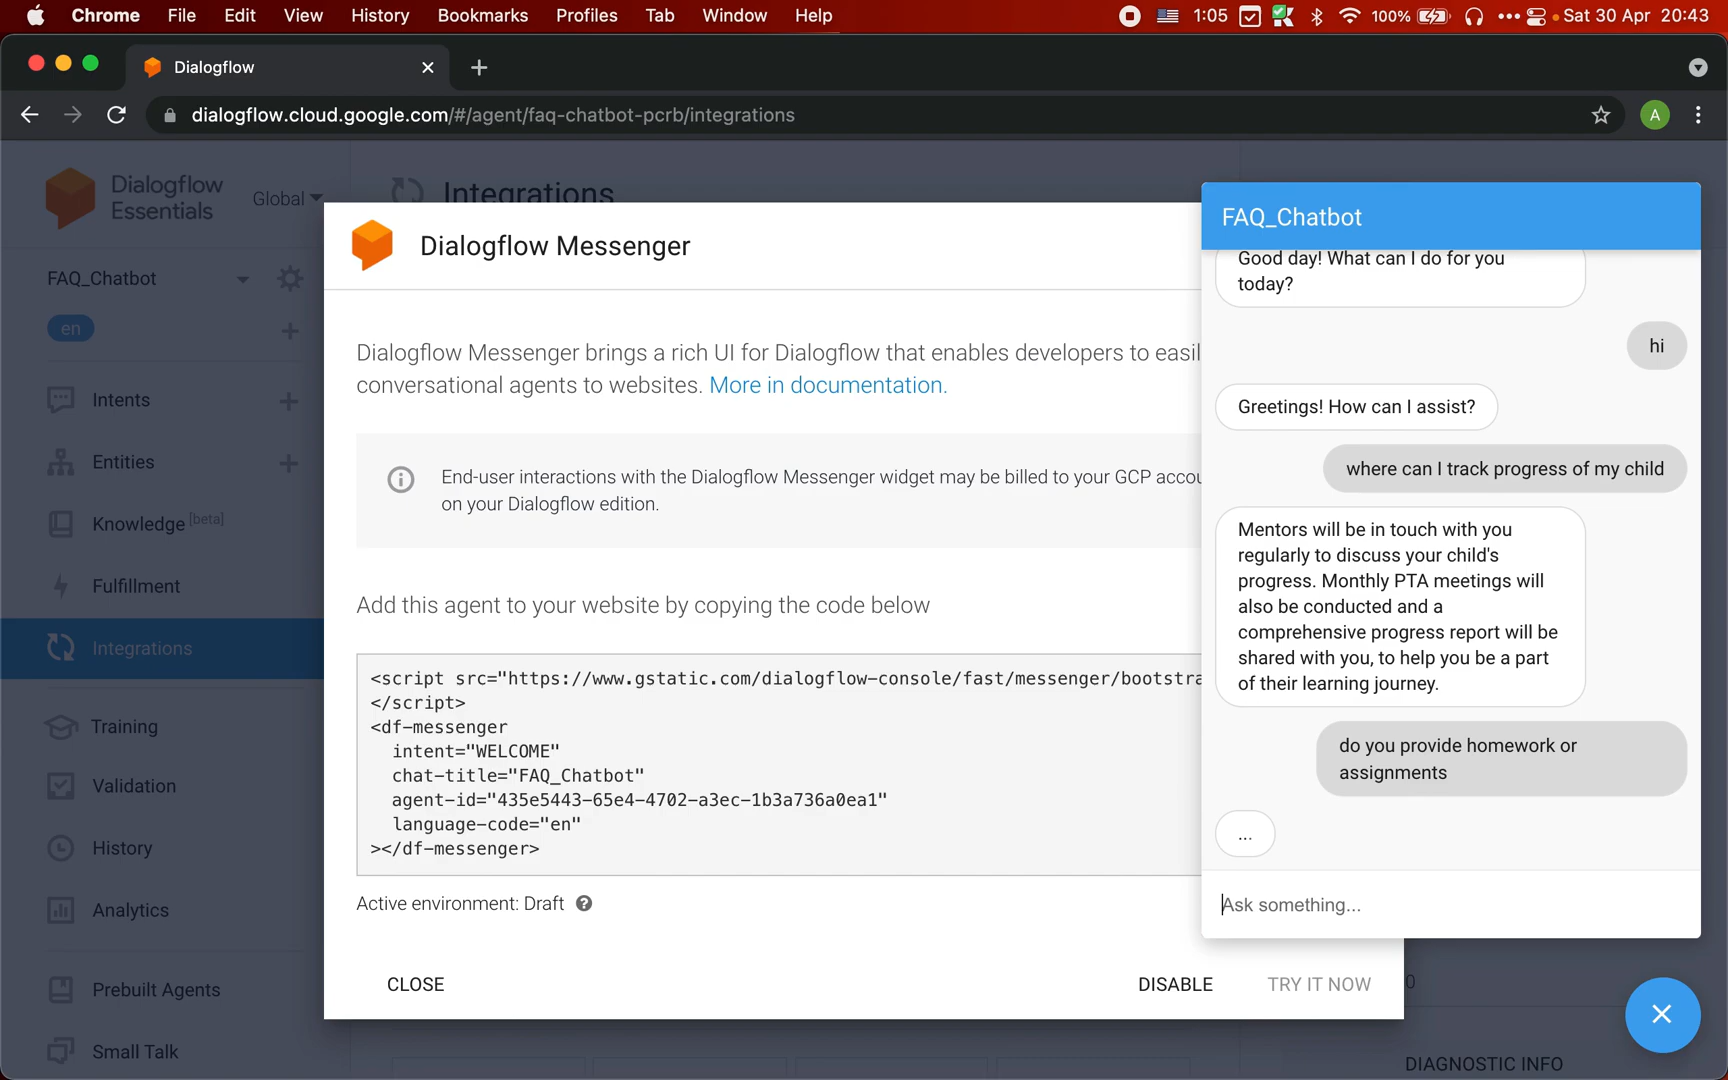 Chrome File Edit View History Bookmarks Profiles Tab Window Help 1:05 100% Sat 30 Apr 20:43
Dialogflow
dialogflow.cloud.google.com/#/agent/faq-chatbot-pcrb/integrations A
Dialogflow
Essentials
Global
FAQ_Chatbot
en
Intents
Entities
Knowledge [beta]
Fulfillment
Integrations
Training
Validation
History
Analytics
Prebuilt Agents
Small Talk
Integrations
Dialogflow Messenger
Dialogflow Messenger brings a rich UI for Dialogflow that enables developers to easil
conversational agents to websites. More in documentation.
End-user interactions with the Dialogflow Messenger widget may be billed to your GCP accou
on your Dialogflow edition.
Add this agent to your website by copying the code below
<script src="https://www.gstatic.com/dialogflow-console/fast/messenger/bootstra
</script>
<df-messenger
intent="WELCOME"
chat-title="FAQ_Chatbot"
agent-id="435e5443-65e4-4702-a3ec-1b3a736a0ea1"
language-code="en"
></df-messenger>
Active environment: Draft
CLOSE
DISABLE
TRY IT NOW
FAQ_Chatbot
Good day! What can I do for you
today?
hi
Greetings! How can I assist?
where can I track progress of my child
Mentors will be in touch with you
regularly to discuss your child's
progress. Monthly PTA meetings will
also be conducted and a
comprehensive progress report will be
shared with you, to help you be a part
of their learning journey.
do you provide homework or
assignments
...
Ask something...
0
DIAGNOSTIC INFO